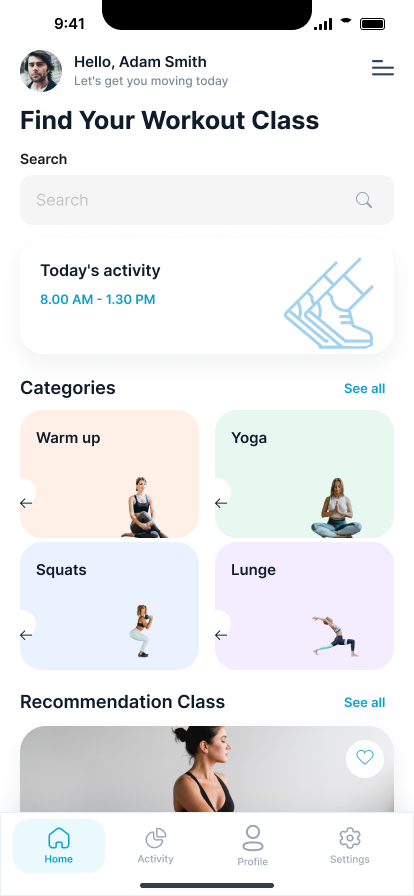 9:41
Hello, Adam Smith
Let's get you moving today
Find Your Workout Class
Search
Search
Today's activity
8.00 AM - 1.30 PM
Categories
See all
Warm up
Yoga
Squats
Lunge
Recommendation Class
See all
Home
Activity
Profile
Settings